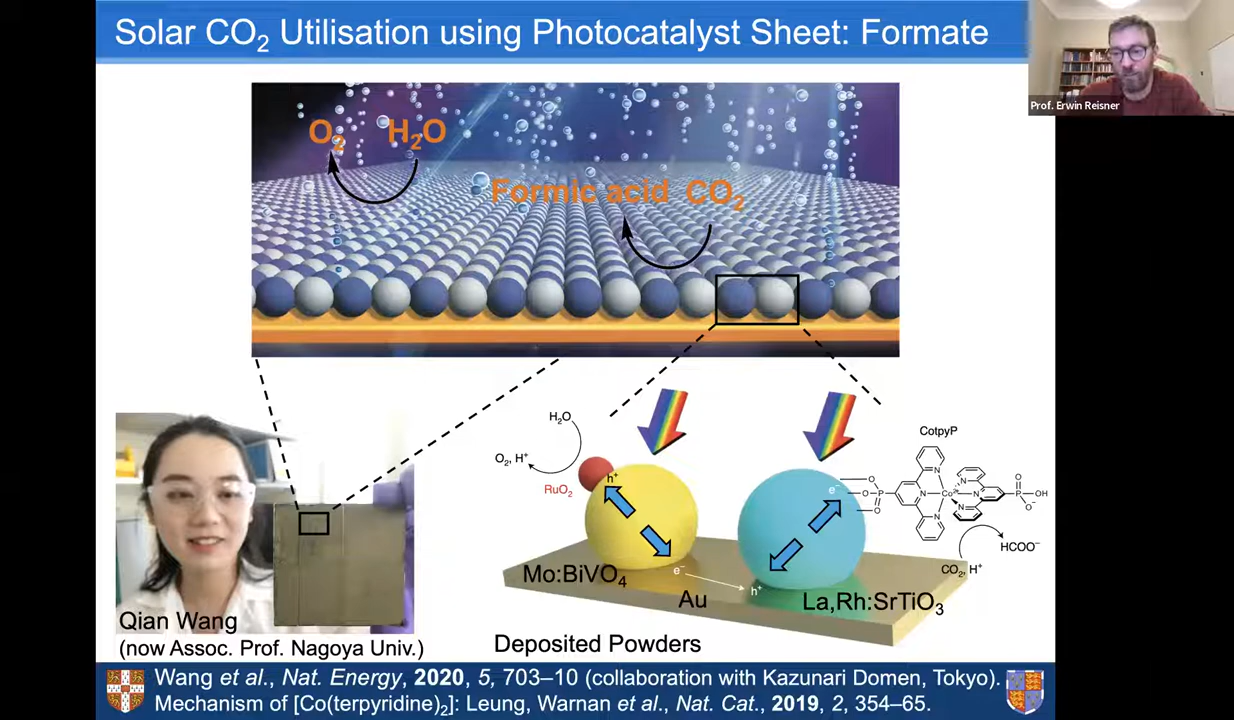 Solar CO₂ Utilisation using Photocatalyst Sheet: Formate
Prof. Erwin Reisner
O₂ H₂O
Formic acid CO₂
H₂O
O₂, H⁺
RuO₂
h⁺
e⁻
Mo:BiVO₄
Au
e⁻
h⁺
La,Rh:SrTiO₃
CotpyP
O
O
O
P
N
N
N
N
N
N
Co
O
P
OH
O⁻
HCOO⁻
CO₂, H⁺
Qian Wang
(now Assoc. Prof. Nagoya Univ.)
Deposited Powders
Wang et al., Nat. Energy, 2020, 5, 703–10 (collaboration with Kazunari Domen, Tokyo).
Mechanism of [Co(terpyridine)₂]: Leung, Warnan et al., Nat. Cat., 2019, 2, 354–65.